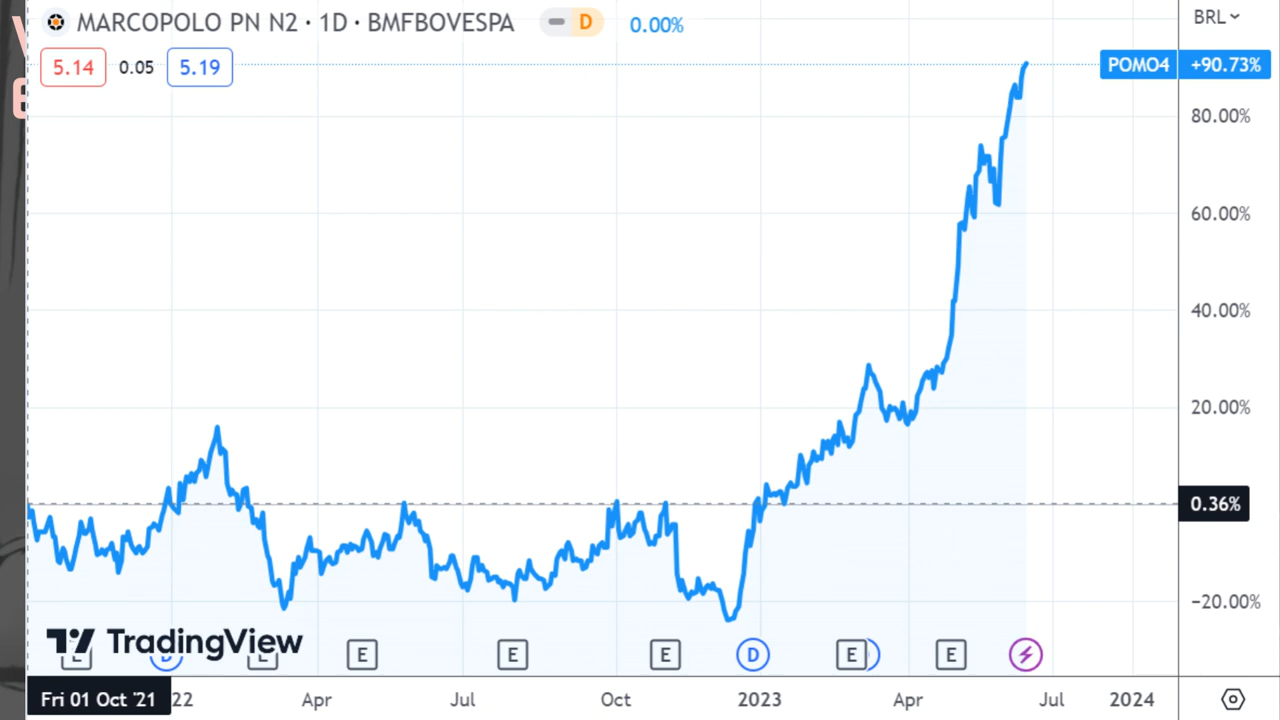 MARCOPOLO PN N2 · 1D · BMFBOVESPA D 0.00%
BRL
5.14 0.05 5.19
POMO4 +90.73%
80.00%
60.00%
40.00%
20.00%
0.36%
−20.00%
TradingView
E D E E E E D E E
Fri 01 Oct '21 22 Apr Jul Oct 2023 Apr Jul 2024